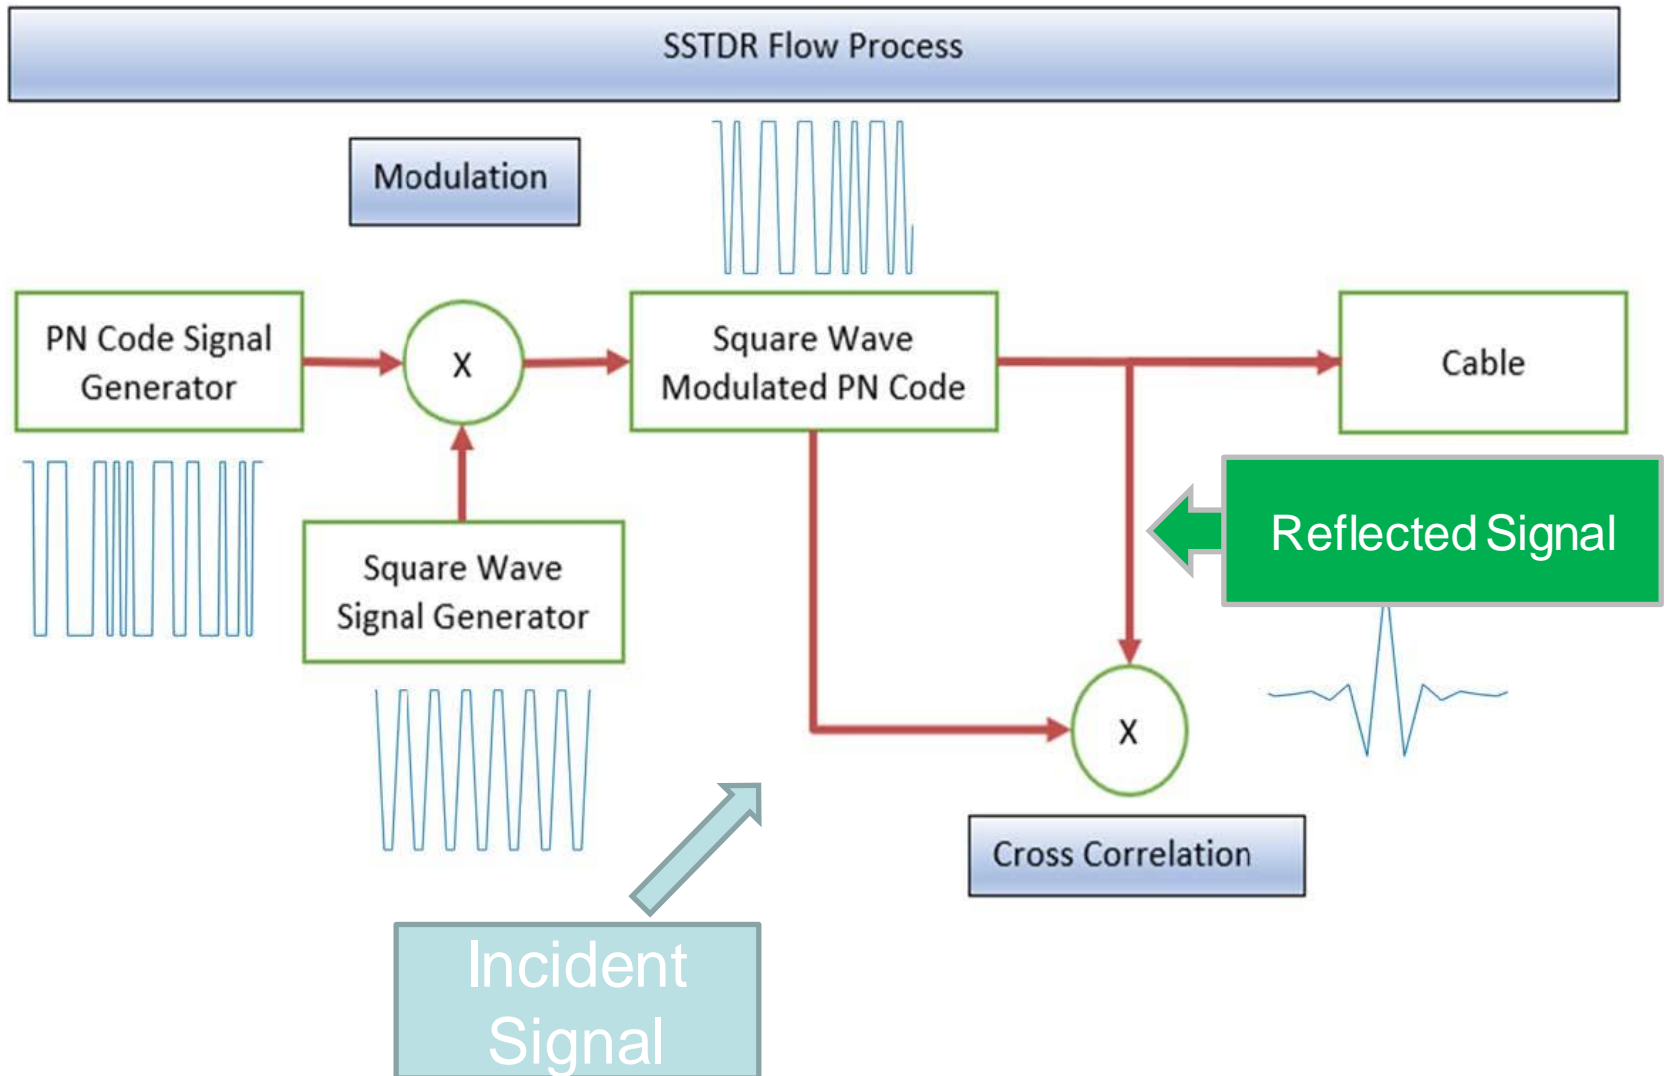 SSTDR Flow Process
Modulation
PN Code Signal
Generator
X
Square Wave
Modulated PN Code
Cable
Square Wave
Signal Generator
Reflected Signal
X
Cross Correlation
Incident
Signal